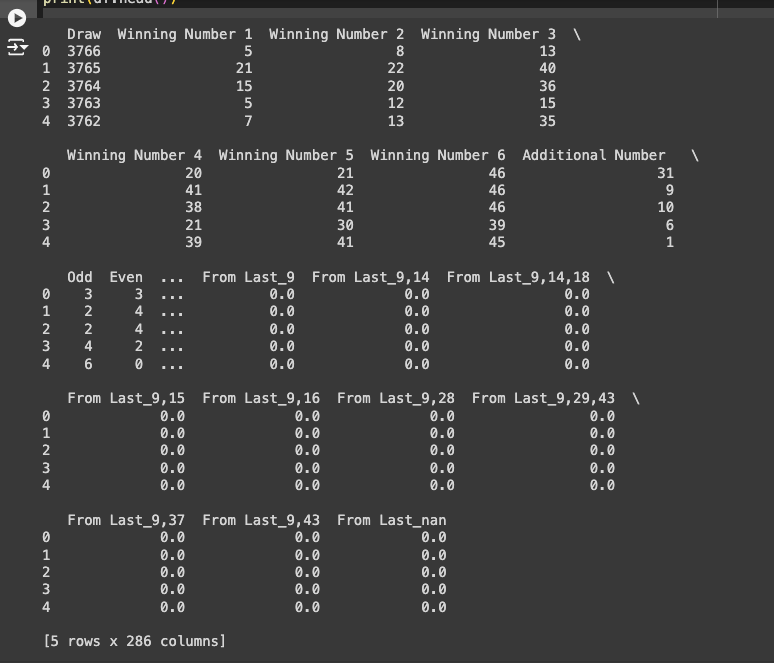 print(df.head())
Draw  Winning Number 1  Winning Number 2  Winning Number 3  \
0  3766  5  8  13
1  3765  21  22  40
2  3764  15  20  36
3  3763  5  12  15
4  3762  7  13  35
Winning Number 4  Winning Number 5  Winning Number 6  Additional Number  \
0  20  21  46  31
1  41  42  46  9
2  38  41  46  10
3  21  30  39  6
4  39  41  45  1
Odd  Even  ...  From Last_9  From Last_9,14  From Last_9,14,18  \
0  3  3  ...  0.0  0.0  0.0
1  2  4  ...  0.0  0.0  0.0
2  2  4  ...  0.0  0.0  0.0
3  4  2  ...  0.0  0.0  0.0
4  6  0  ...  0.0  0.0  0.0
From Last_9,15  From Last_9,16  From Last_9,28  From Last_9,29,43  \
0  0.0  0.0  0.0  0.0
1  0.0  0.0  0.0  0.0
2  0.0  0.0  0.0  0.0
3  0.0  0.0  0.0  0.0
4  0.0  0.0  0.0  0.0
From Last_9,37  From Last_9,43  From Last_nan
0  0.0  0.0  0.0
1  0.0  0.0  0.0
2  0.0  0.0  0.0
3  0.0  0.0  0.0
4  0.0  0.0  0.0
[5 rows x 286 columns]